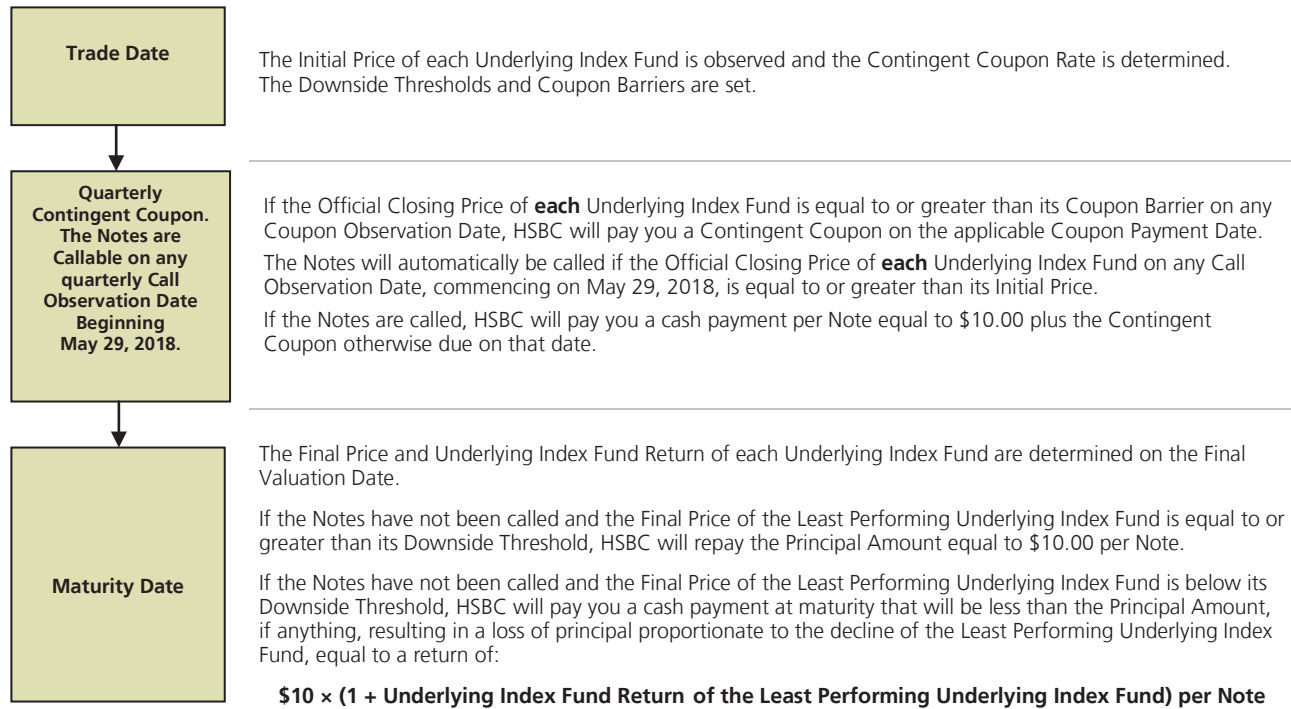 Trade Date
The Initial Price of each Underlying Index Fund is observed and the Contingent Coupon Rate is determined.
The Downside Thresholds and Coupon Barriers are set.
Quarterly
Contingent Coupon.
The Notes are
Callable on any
quarterly Call
Observation Date
Beginning
May 29, 2018.
If the Official Closing Price of each Underlying Index Fund is equal to or greater than its Coupon Barrier on any
Coupon Observation Date, HSBC will pay you a Contingent Coupon on the applicable Coupon Payment Date.
The Notes will automatically be called if the Official Closing Price of each Underlying Index Fund on any Call
Observation Date, commencing on May 29, 2018, is equal to or greater than its Initial Price.
If the Notes are called, HSBC will pay you a cash payment per Note equal to $10.00 plus the Contingent
Coupon otherwise due on that date.
Maturity Date
The Final Price and Underlying Index Fund Return of each Underlying Index Fund are determined on the Final
Valuation Date.
If the Notes have not been called and the Final Price of the Least Performing Underlying Index Fund is equal to or
greater than its Downside Threshold, HSBC will repay the Principal Amount equal to $10.00 per Note.
If the Notes have not been called and the Final Price of the Least Performing Underlying Index Fund is below its
Downside Threshold, HSBC will pay you a cash payment at maturity that will be less than the Principal Amount,
if anything, resulting in a loss of principal proportionate to the decline of the Least Performing Underlying Index
Fund, equal to a return of:
$10 × (1 + Underlying Index Fund Return of the Least Performing Underlying Index Fund) per Note